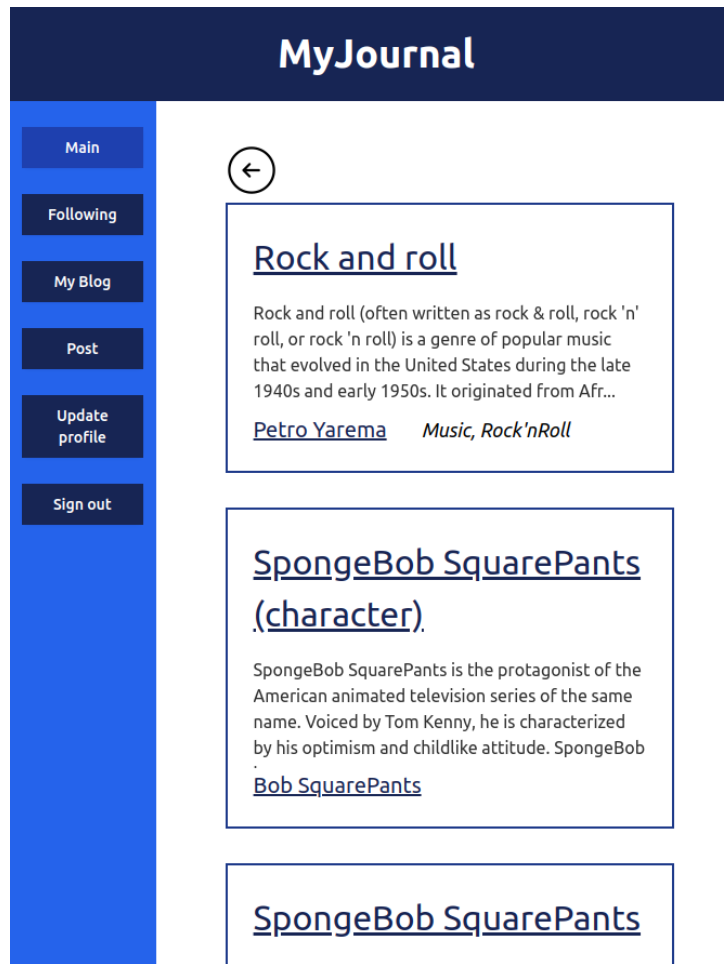 MyJournal
Main
Following
My Blog
Post
Update
profile
Sign out
Rock and roll
Rock and roll (often written as rock & roll, rock 'n'
roll, or rock 'n roll) is a genre of popular music
that evolved in the United States during the late
1940s and early 1950s. It originated from Afr...
Petro Yarema Music, Rock'nRoll
SpongeBob SquarePants
(character)
SpongeBob SquarePants is the protagonist of the
American animated television series of the same
name. Voiced by Tom Kenny, he is characterized
by his optimism and childlike attitude. SpongeBob
Bob SquarePants
SpongeBob SquarePants